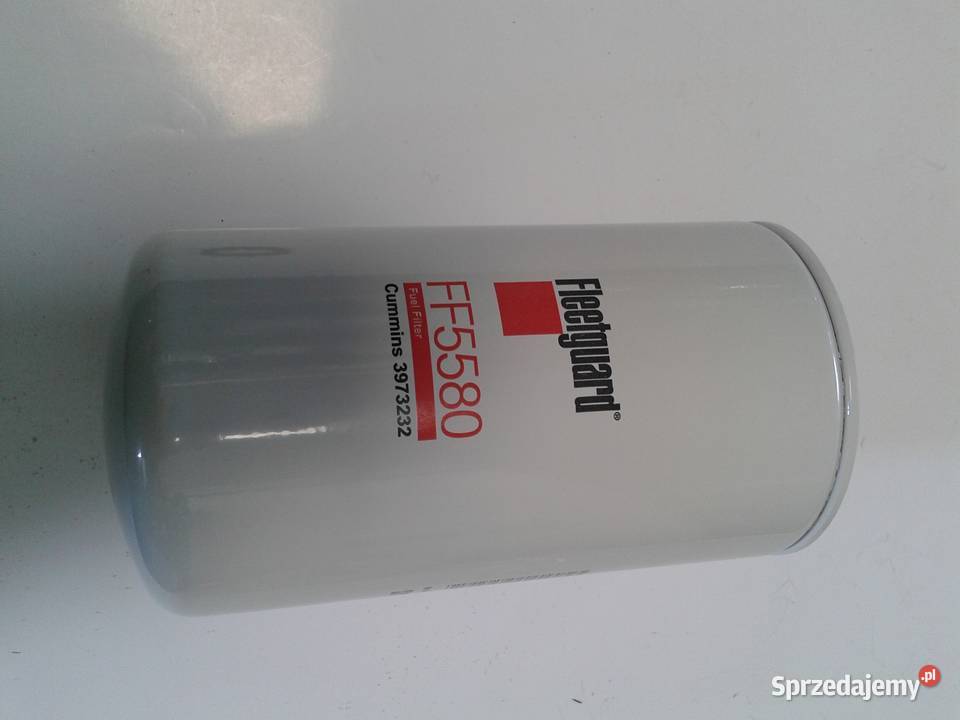 Fleetguard®
FF5580
Fuel Filter
Cummins 3973232
Sprzedajemy.pl